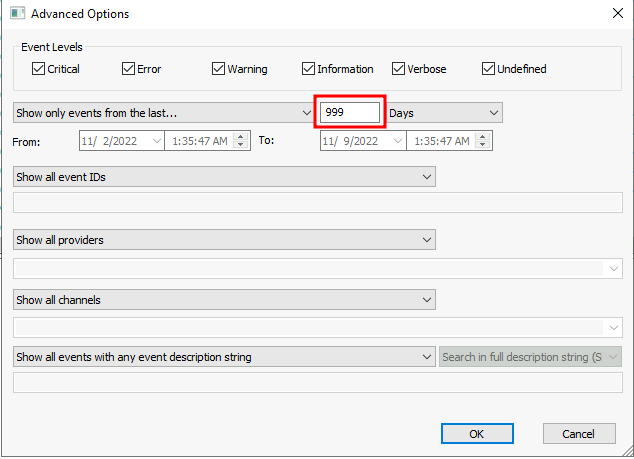 Advanced Options
Event Levels
Critical Error Warning Information Verbose Undefined
Show only events from the last... 999 Days
From: 11/ 2/2022 1:35:47 AM To: 11/ 9/2022 1:35:47 AM
Show all event IDs
Show all providers
Show all channels
Show all events with any event description string Search in full description string (S
OK Cancel